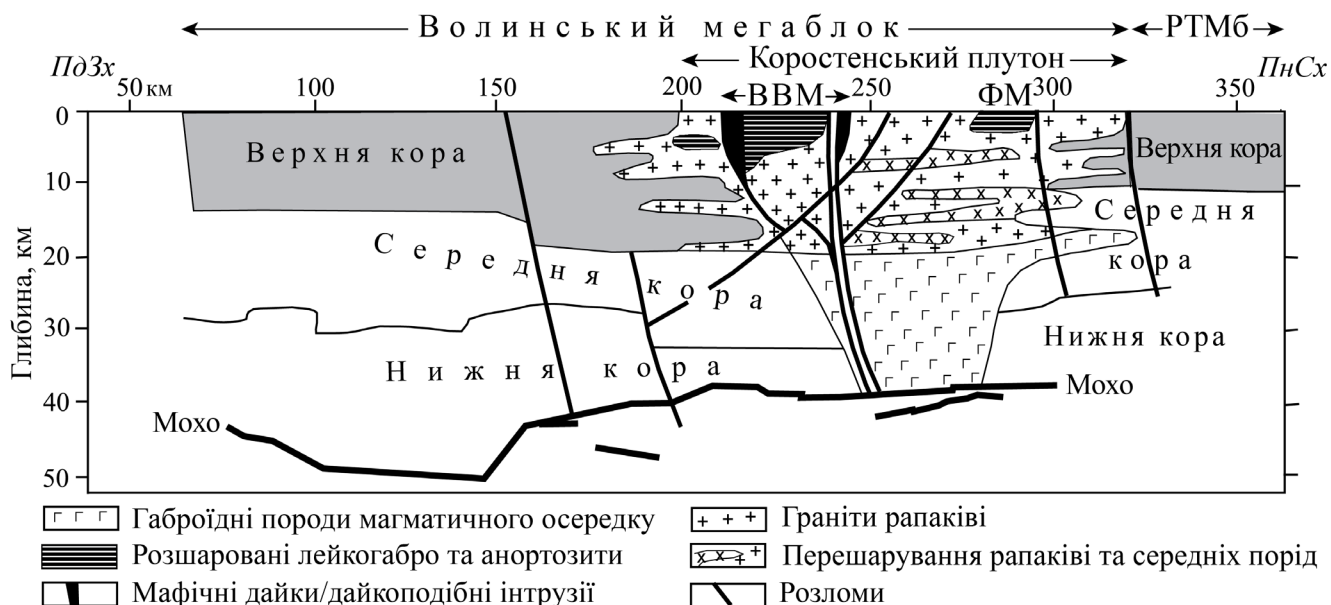 Волинський мегаблок
РТМб
ПдЗх
Коростенський плутон
ПнСх
50 км
100
150
200
ВВМ
250
ФМ
300
350
Глибина, км
0
10
20
30
40
50
Верхня кора
Верхня кора
Середня кора
Середня
кора
Нижня кора
Нижня кора
Мохо
Мохо
Габроїдні породи магматичного осередку
Граніти рапаківі
Розшаровані лейкогабро та анортозити
Перешарування рапаківі та середніх порід
Мафічні дайки/дайкоподібні інтрузії
Розломи